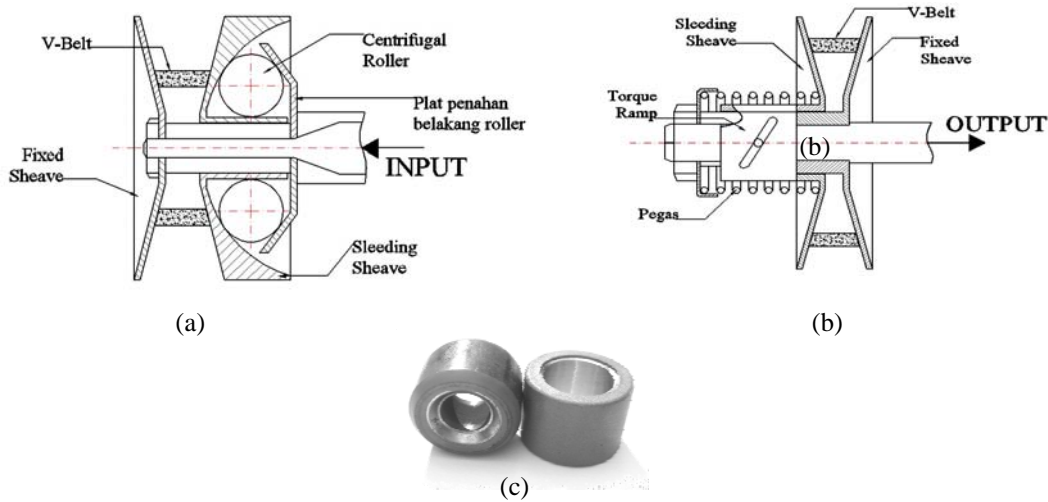 V-Belt
Centrifugal
Roller
Plat penahan
belakang roller
INPUT
Fixed
Sheave
Sleeding
Sheave
(a)
V-Belt
Sleeding
Sheave
Fixed
Sheave
Torque
Ramp
(b)
OUTPUT
Pegas
(b)
(c)